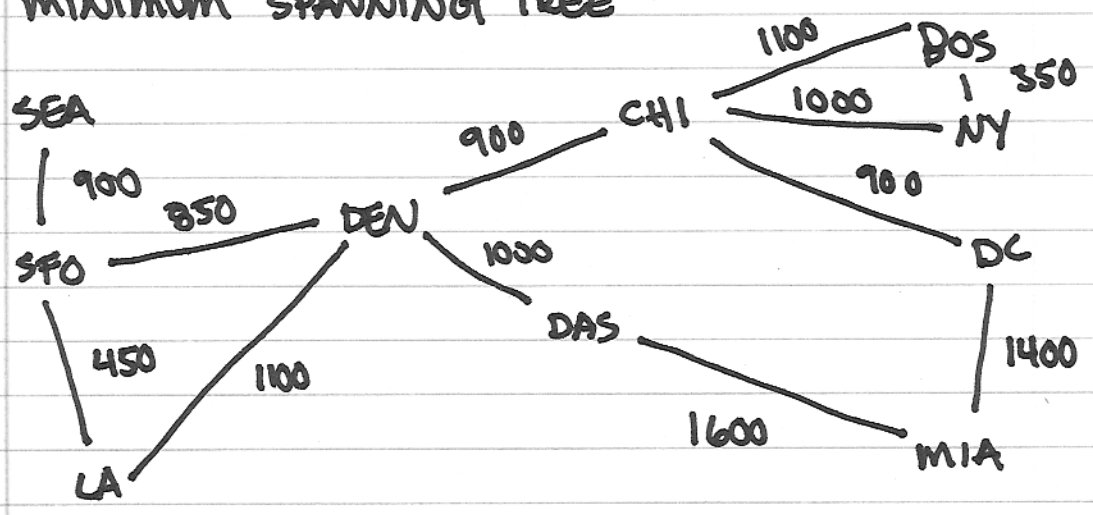 MINIMUM SPANNING TREE
1100
BOS
350
SEA
CHI
1000
NY
900
900
900
850
DEN
1000
SFO
DC
DAS
450
1100
1400
1600
MIA
LA